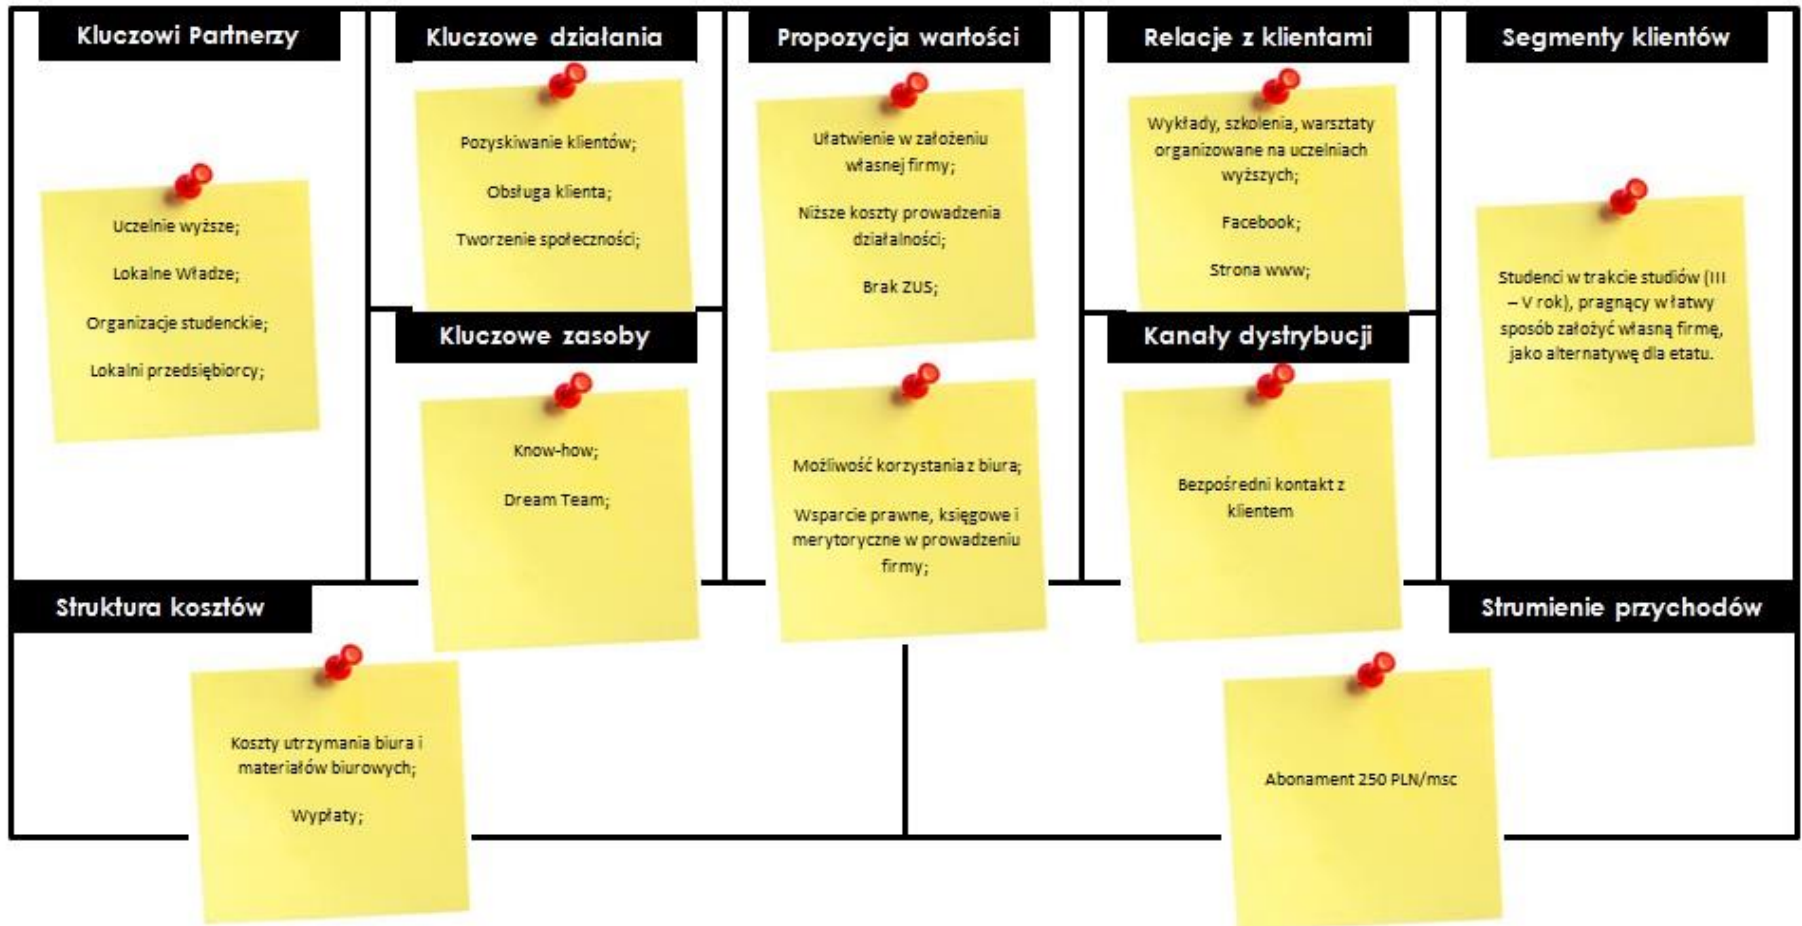 Kluczowi Partnerzy
Uczelnie wyższe;
Lokalne Władze;
Organizacje studenckie;
Lokalni przedsiębiorcy;
Kluczowe działania
Pozyskiwanie klientów;
Obsługa klienta;
Tworzenie społeczności;
Kluczowe zasoby
Know-how;
Dream Team;
Propozycja wartości
Ułatwienie w założeniu
własnej firmy;
Niższe koszty prowadzenia
działalności;
Brak ZUS;
Możliwość korzystania z biura;
Wsparcie prawne, księgowe i
merytoryczne w prowadzeniu
firmy;
Relacje z klientami
Wykłady, szkolenia, warsztaty
organizowane na uczelniach
wyższych;
Facebook;
Strona www;
Kanały dystrybucji
Bezpośredni kontakt z
klientem
Segmenty klientów
Studenci w trakcie studiów (III
– V rok), pragnący w łatwy
sposób założyć własną firmę,
jako alternatywę dla etatu.
Struktura kosztów
Koszty utrzymania biura i
materiałów biurowych;
Wypłaty;
Strumienie przychodów
Abonament 250 PLN/msc